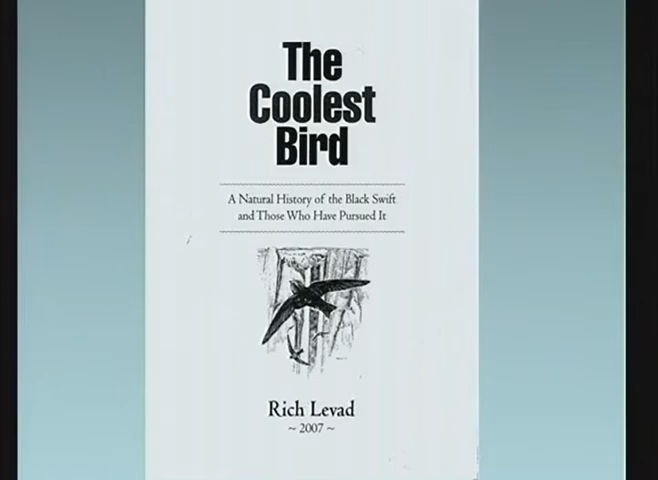 The
Coolest
Bird
A Natural History of the Black Swift
and Those Who Have Pursued It
Rich Levad
~ 2007 ~